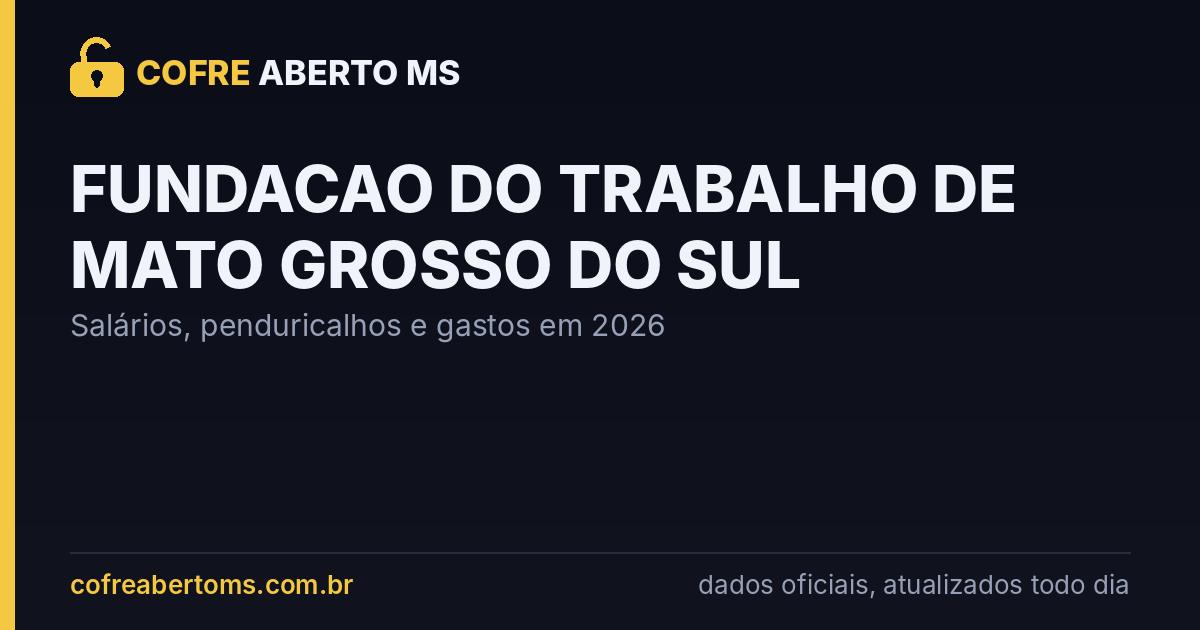 COFRE ABERTO MS
FUNDACAO DO TRABALHO DE
MATO GROSSO DO SUL
Salários, penduricalhos e gastos em 2026
cofreabertoms.com.br
dados oficiais, atualizados todo dia